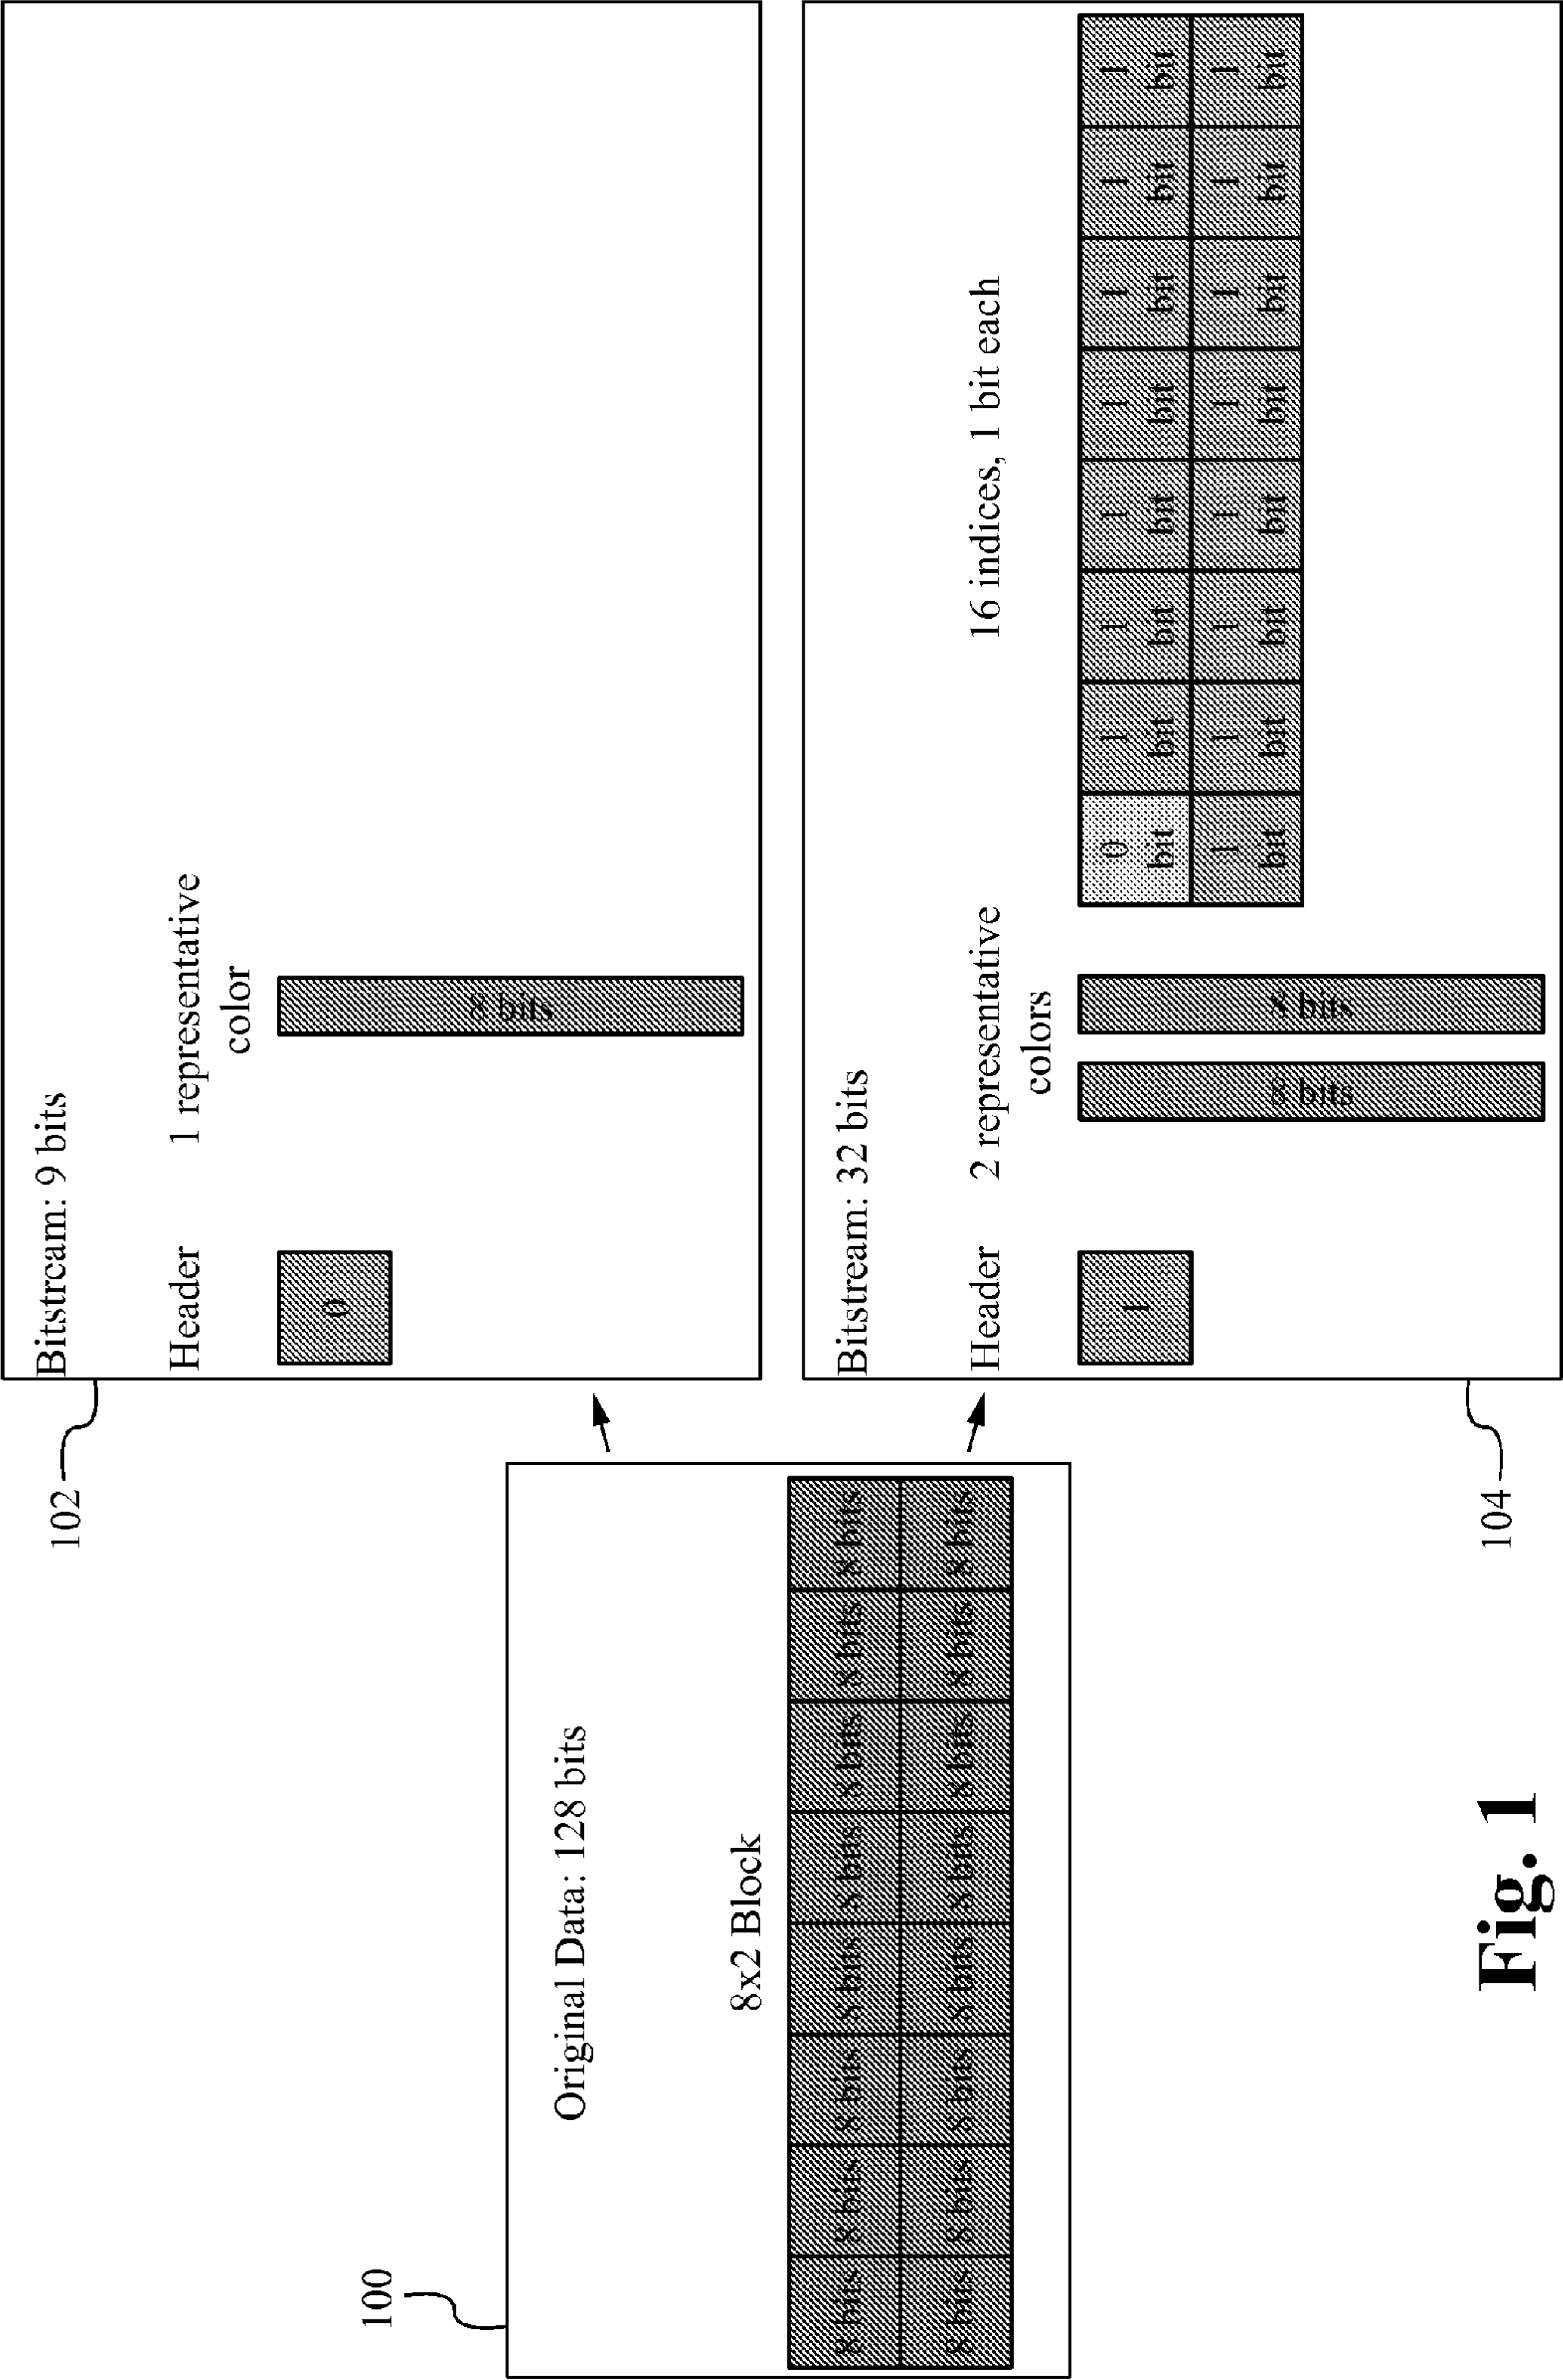 100
Original Data: 128 bits
8x2 Block
8 bits 8 bits 8 bits 8 bits 8 bits 8 bits 8 bits 8 bits
8 bits 8 bits 8 bits 8 bits 8 bits 8 bits 8 bits 8 bits
102
Bitstream: 9 bits
Header
1 representative
color
0
8 bits
104
Bitstream: 32 bits
Header
2 representative
colors
16 indices, 1 bit each
1
8 bits
8 bits
0 1 1 1 1 1 1 1
bit bit bit bit bit bit bit bit
1 1 1 1 1 1 1 1
bit bit bit bit bit bit bit bit
Fig. 1